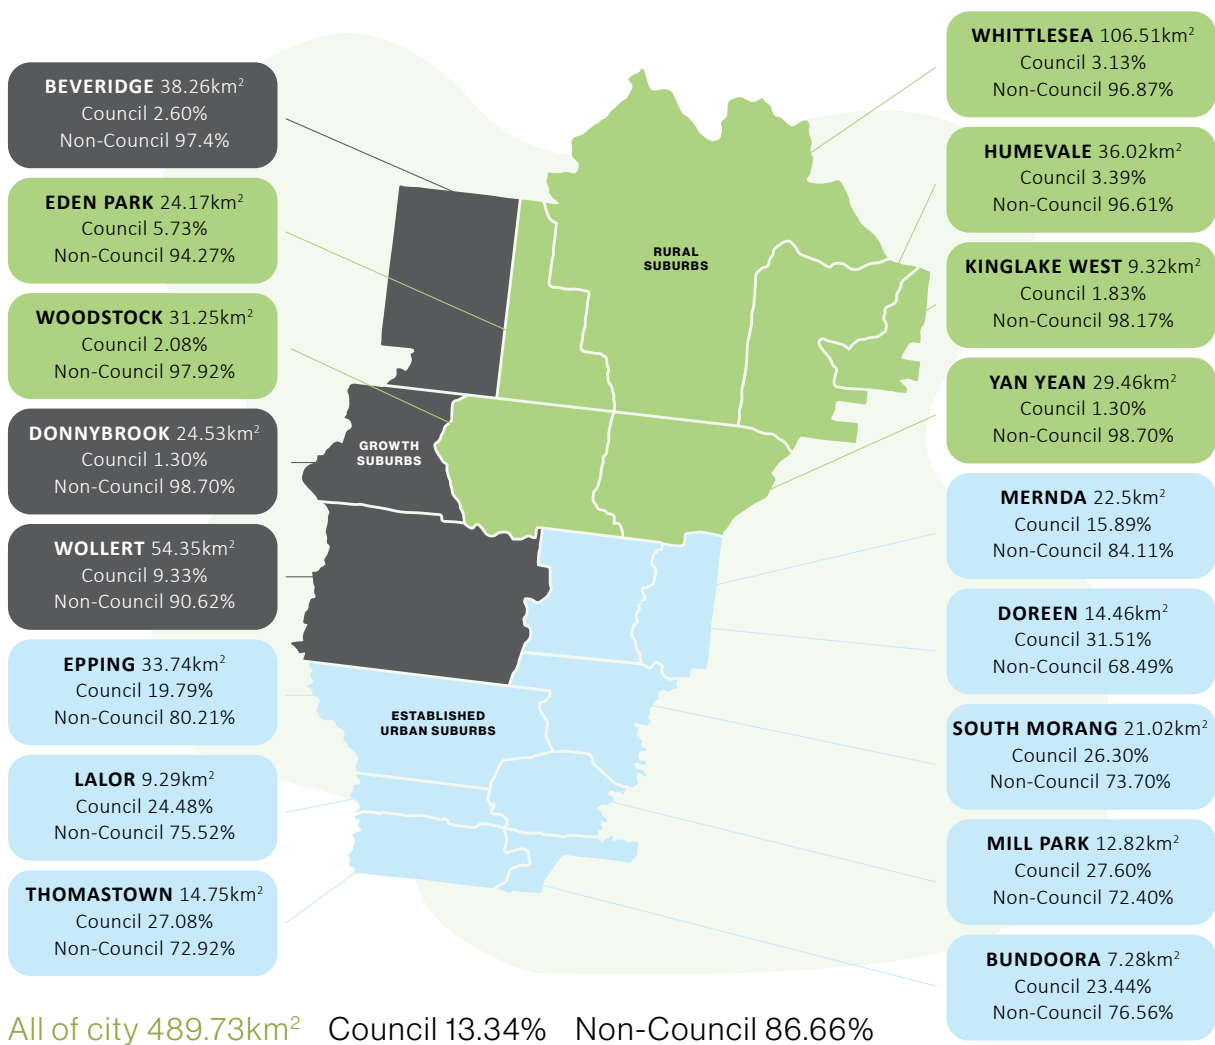 BEVERIDGE 38.26km²
Council 2.60%
Non-Council 97.4%
EDEN PARK 24.17km²
Council 5.73%
Non-Council 94.27%
WOODSTOCK 31.25km²
Council 2.08%
Non-Council 97.92%
DONNYBROOK 24.53km²
Council 1.30%
Non-Council 98.70%
WOLLERT 54.35km²
Council 9.33%
Non-Council 90.62%
EPPING 33.74km²
Council 19.79%
Non-Council 80.21%
LALOR 9.29km²
Council 24.48%
Non-Council 75.52%
THOMASTOWN 14.75km²
Council 27.08%
Non-Council 72.92%
RURAL
SUBURBS
GROWTH
SUBURBS
ESTABLISHED
URBAN SUBURBS
WHITTLESEA 106.51km²
Council 3.13%
Non-Council 96.87%
HUMEVALE 36.02km²
Council 3.39%
Non-Council 96.61%
KINGLAKE WEST 9.32km²
Council 1.83%
Non-Council 98.17%
YAN YEAN 29.46km²
Council 1.30%
Non-Council 98.70%
MERNDA 22.5km²
Council 15.89%
Non-Council 84.11%
DOREEN 14.46km²
Council 31.51%
Non-Council 68.49%
SOUTH MORANG 21.02km²
Council 26.30%
Non-Council 73.70%
MILL PARK 12.82km²
Council 27.60%
Non-Council 72.40%
BUNDOORA 7.28km²
Council 23.44%
Non-Council 76.56%
All of city 489.73km² Council 13.34% Non-Council 86.66%